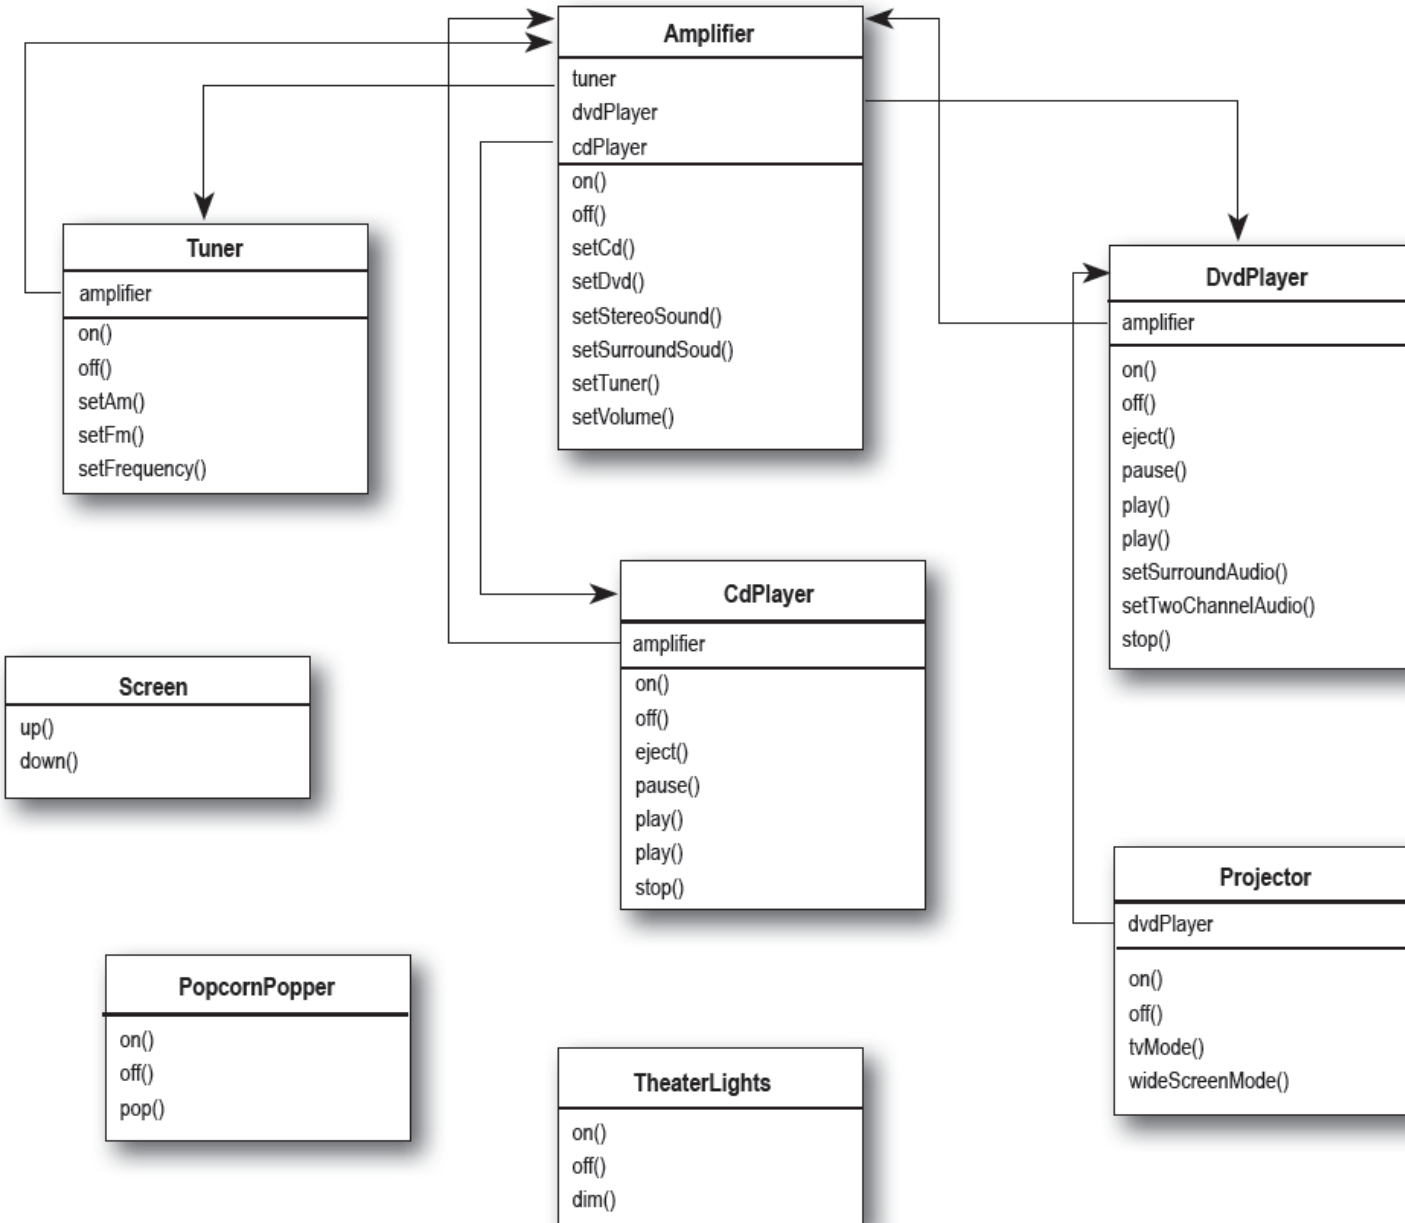 Amplifier
tuner
dvdPlayer
cdPlayer
on()
off()
setCd()
setDvd()
setStereoSound()
setSurroundSoud()
setTuner()
setVolume()
Tuner
amplifier
on()
off()
setAm()
setFm()
setFrequency()
DvdPlayer
amplifier
on()
off()
eject()
pause()
play()
play()
setSurroundAudio()
setTwoChannelAudio()
stop()
CdPlayer
amplifier
on()
off()
eject()
pause()
play()
play()
stop()
Screen
up()
down()
Projector
dvdPlayer
on()
off()
tvMode()
wideScreenMode()
PopcornPopper
on()
off()
pop()
TheaterLights
on()
off()
dim()